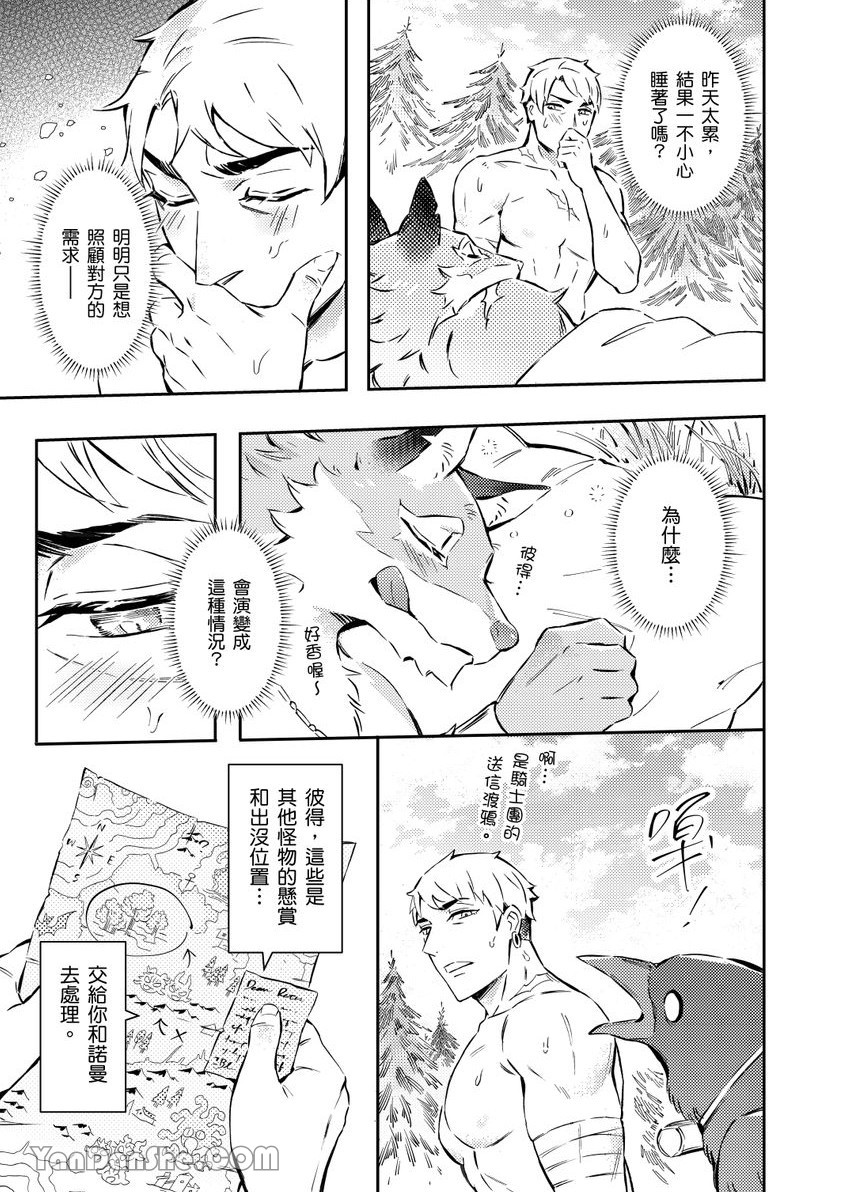 昨天太累，
結果一不小心
睡著了嗎？
明明只是想
照顧對方的
需求——
為什麼…
彼得…
好香喔～
會演變成
這種情況？
嘎！
啊…
是騎士團的
送信渡鴉。
彼得，這些是
其他怪物的懸賞
和出沒位置…
交給你和諾曼
去處理。
N
E
S
W
Dear Peter
YanDanshe.com